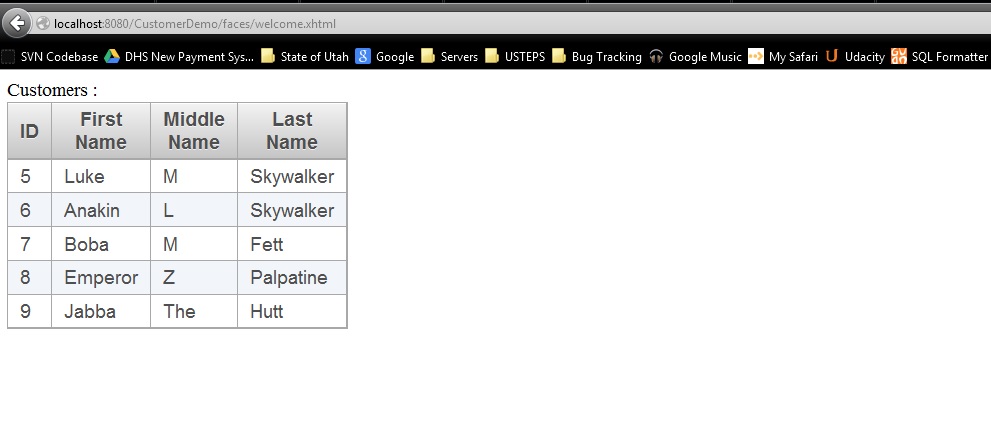 localhost:8080/CustomerDemo/faces/welcome.xhtml
SVN Codebase DHS New Payment Sys... State of Utah Google Servers USTEPS Bug Tracking Google Music My Safari Udacity SQL Formatter
Customers :
ID First Name Middle Name Last Name
5 Luke M Skywalker
6 Anakin L Skywalker
7 Boba M Fett
8 Emperor Z Palpatine
9 Jabba The Hutt